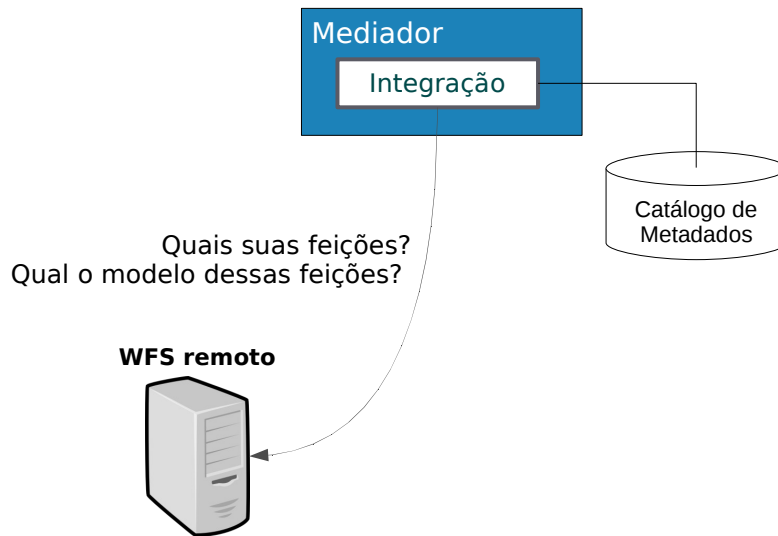 Mediador
Integração
Catálogo de
Metadados
Quais suas feições?
Qual o modelo dessas feições?
WFS remoto